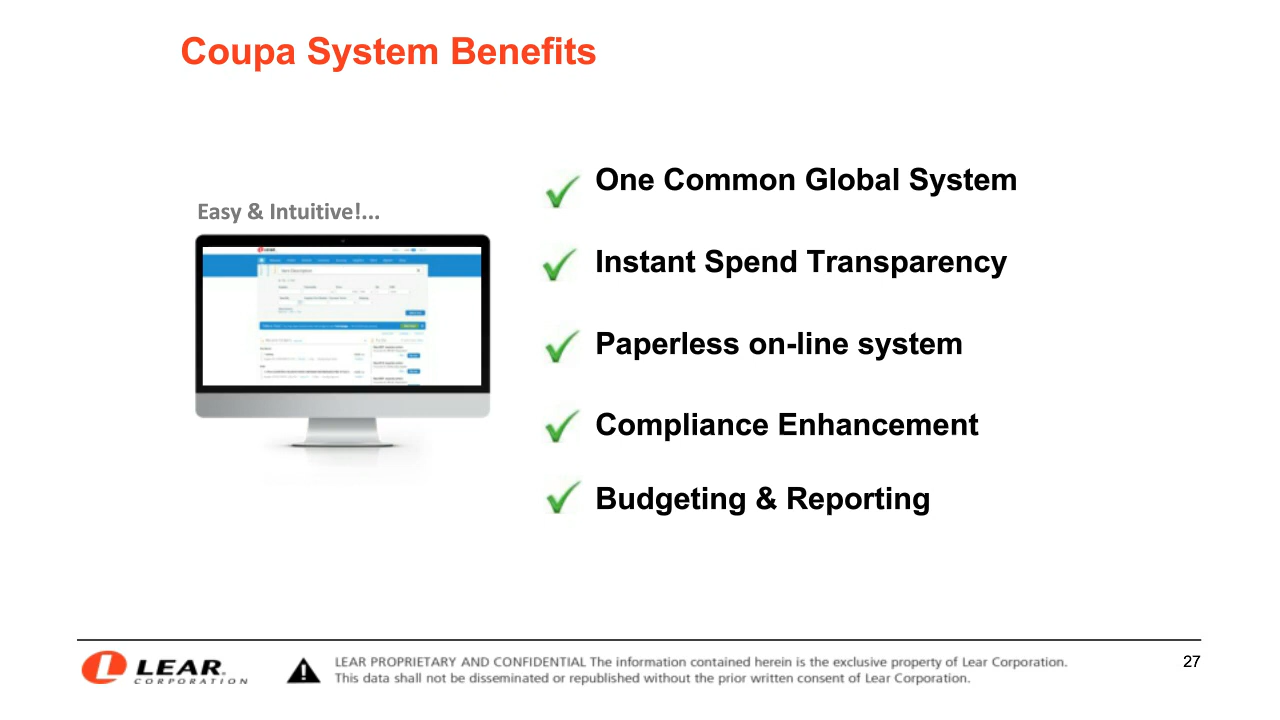 Coupa System Benefits
One Common Global System
Easy & Intuitive!...
Instant Spend Transparency
Paperless on-line system
Compliance Enhancement
Budgeting & Reporting
LEAR.
CORPORATION
LEAR PROPRIETARY AND CONFIDENTIAL The information contained herein is the exclusive property of Lear Corporation.
This data shall not be disseminated or republished without the prior written consent of Lear Corporation.
27